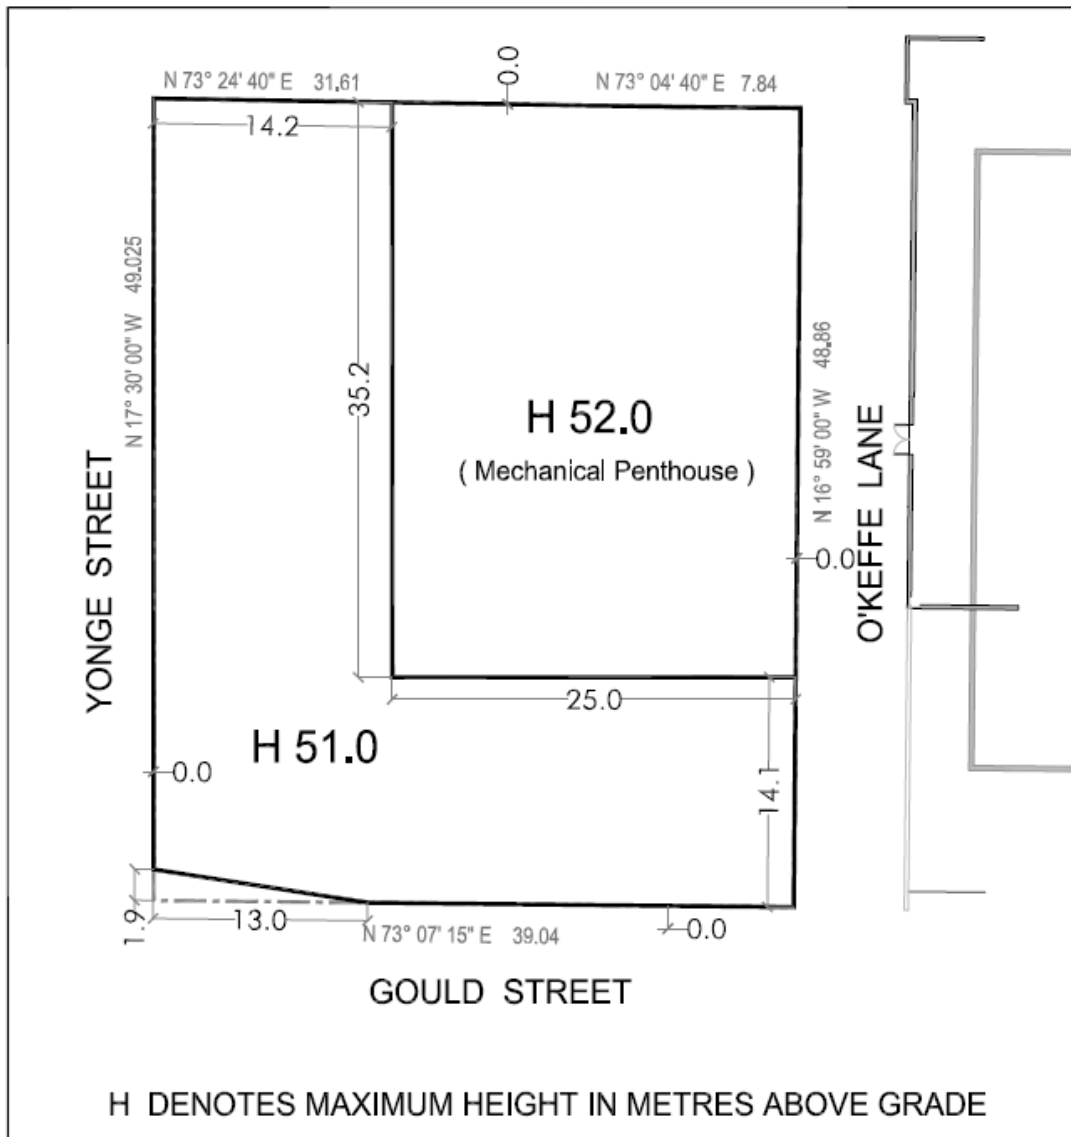 N 73° 24' 40" E 31.61
0.0
N 73° 04' 40" E 7.84
14.2
N 17° 30' 00" W 49.025
35.2
H 52.0
( Mechanical Penthouse )
N 16° 59' 00" W 48.86
YONGE STREET
O'KEFFE LANE
0.0
25.0
H 51.0
0.0
14.1
1.9
13.0
N 73° 07' 15" E 39.04
0.0
GOULD STREET
H DENOTES MAXIMUM HEIGHT IN METRES ABOVE GRADE